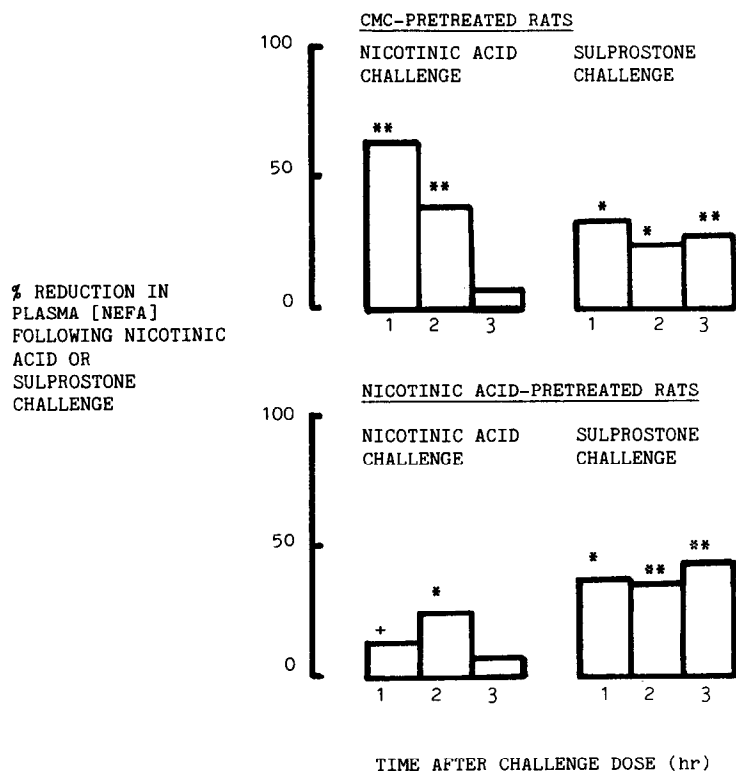 CMC-PRETREATED RATS
100
NICOTINIC ACID SULPROSTONE
CHALLENGE CHALLENGE
**
50
**
* * **
0
1 2 3 1 2 3
% REDUCTION IN
PLASMA [NEFA]
FOLLOWING NICOTINIC
ACID OR
SULPROSTONE
CHALLENGE
NICOTINIC ACID-PRETREATED RATS
100
NICOTINIC ACID SULPROSTONE
CHALLENGE CHALLENGE
50
* ** **
+ *
0
1 2 3 1 2 3
TIME AFTER CHALLENGE DOSE (hr)